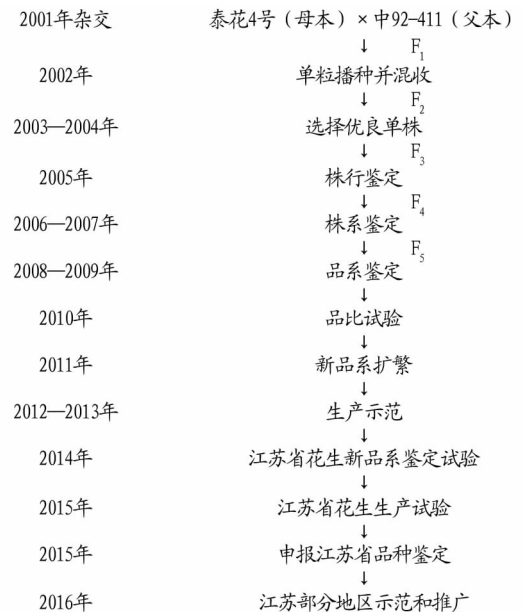 2001年杂交 泰花4号（母本）×中92-411（父本）
↓ F₁
2002年 单粒播种并混收
↓ F₂
2003—2004年 选择优良单株
↓ F₃
2005年 株行鉴定
↓ F₄
2006—2007年 株系鉴定
↓ F₅
2008—2009年 品系鉴定
↓
2010年 品比试验
↓
2011年 新品系扩繁
↓
2012—2013年 生产示范
↓
2014年 江苏省花生新品系鉴定试验
↓
2015年 江苏省花生生产试验
↓
2015年 申报江苏省品种鉴定
↓
2016年 江苏部分地区示范和推广